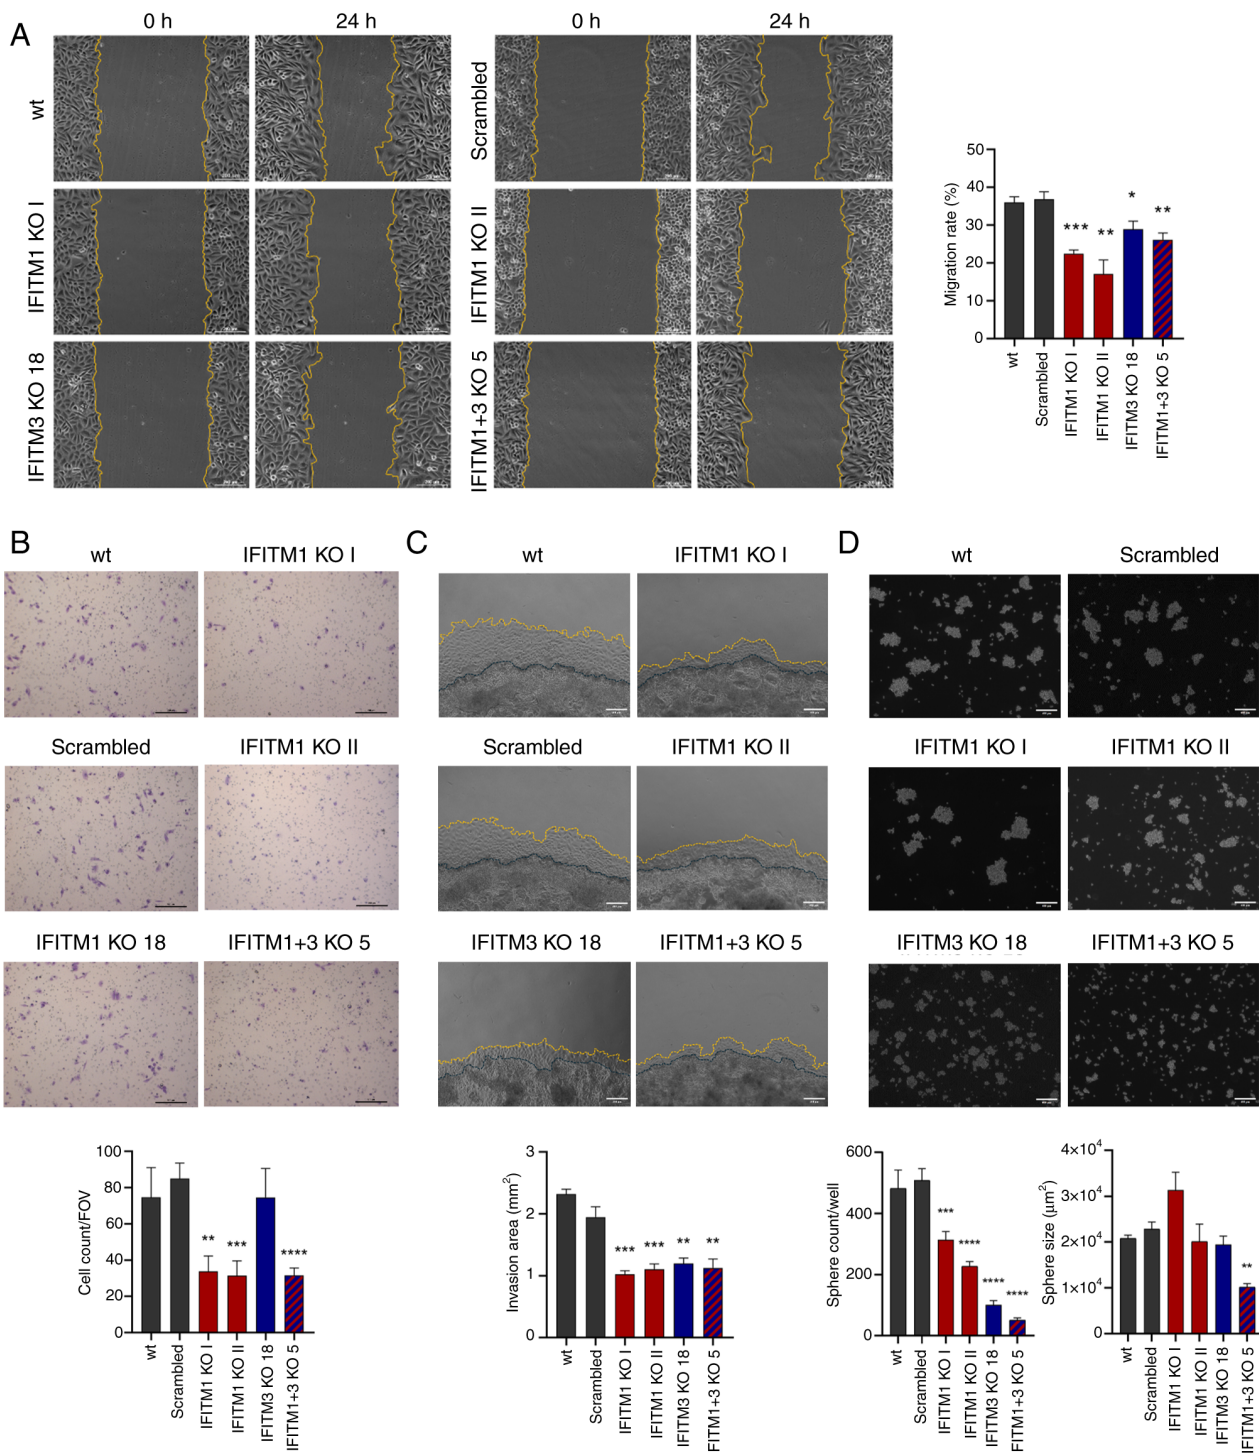 A
0 h
24 h
0 h
24 h
wt
Scrambled
IFITM1 KO I
IFITM1 KO II
IFITM3 KO 18
IFITM1+3 KO 5
Migration rate (%)
50
40
30
20
10
0
***
**
*
**
wt
Scrambled
IFITM1 KO I
IFITM1 KO II
IFITM3 KO 18
IFITM1+3 KO 5
B
wt
IFITM1 KO I
Scrambled
IFITM1 KO II
IFITM1 KO 18
IFITM1+3 KO 5
Cell count/FOV
100
80
60
40
20
0
**
***
****
wt
Scrambled
IFITM1 KO I
IFITM1 KO II
IFITM3 KO 18
IFITM1+3 KO 5
C
wt
IFITM1 KO I
Scrambled
IFITM1 KO II
IFITM3 KO 18
IFITM1+3 KO 5
Invasion area (mm²)
3
2
1
0
***
***
**
**
wt
Scrambled
IFITM1 KO I
IFITM1 KO II
IFITM3 KO 18
FITM1+3 KO 5
D
wt
Scrambled
IFITM1 KO I
IFITM1 KO II
IFITM3 KO 18
IFITM1+3 KO 5
Sphere count/well
600
400
200
0
***
****
****
****
wt
Scrambled
IFITM1 KO I
IFITM1 KO II
IFITM3 KO 18
FITM1+3 KO 5
Sphere size (µm²)
4×10⁴
3×10⁴
2×10⁴
1×10⁴
0
**
wt
Scrambled
IFITM1 KO I
IFITM1 KO II
IFITM3 KO 18
IFITM1+3 KO 5